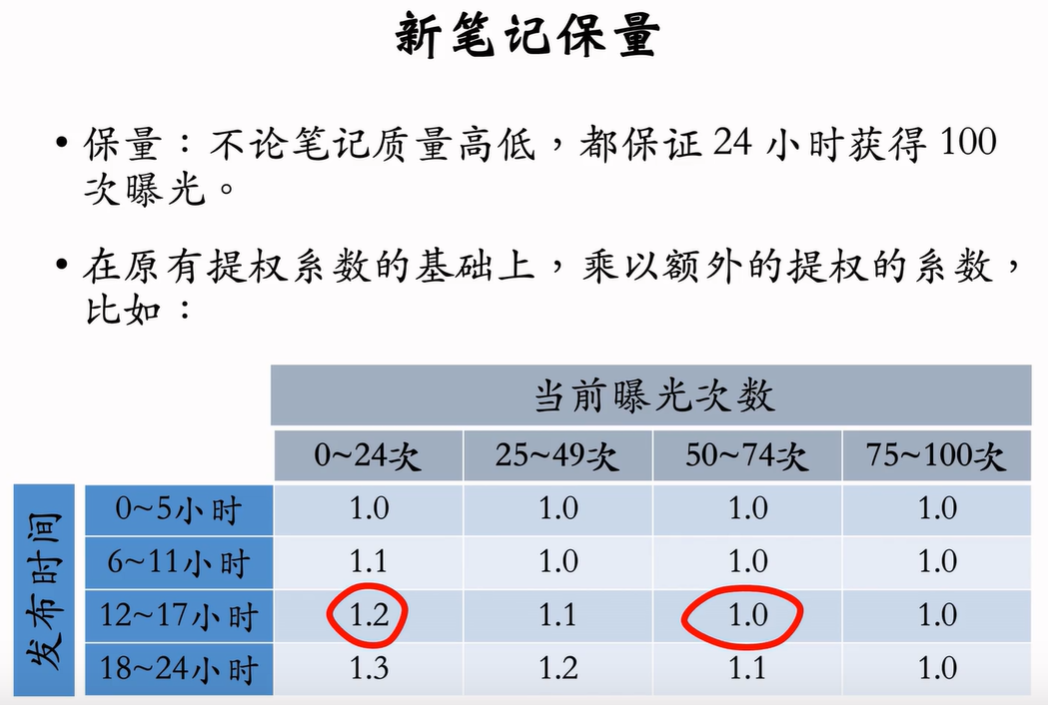 新笔记保量
• 保量：不论笔记质量高低，都保证 24 小时获得 100
次曝光。
• 在原有提权系数的基础上，乘以额外的提权的系数，
比如：
当前曝光次数
0~24次 25~49次 50~74次 75~100次
发布时间
0~5小时 1.0 1.0 1.0 1.0
6~11小时 1.1 1.0 1.0 1.0
12~17小时 1.2 1.1 1.0 1.0
18~24小时 1.3 1.2 1.1 1.0